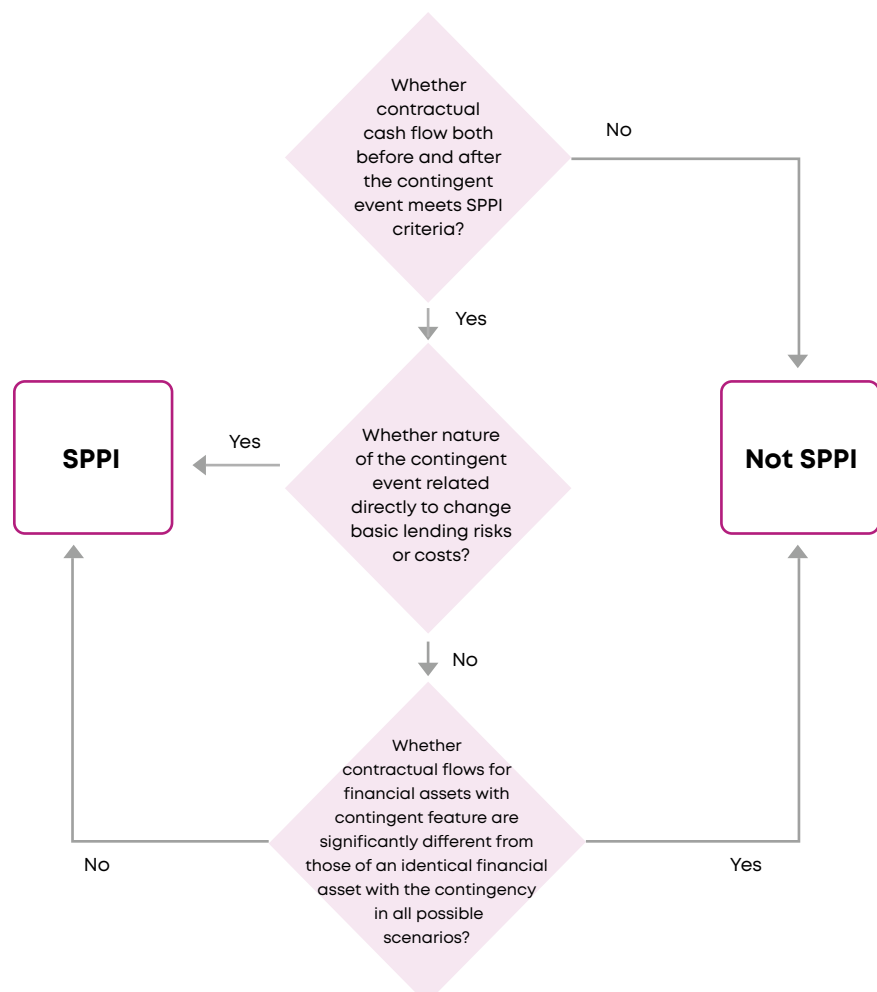 Whether
contractual
cash flow both
before and after
the contingent
event meets SPPI
criteria?
No
Yes
SPPI
Yes
Whether nature
of the contingent
event related
directly to change
basic lending risks
or costs?
Not SPPI
No
Whether
contractual flows for
financial assets with
contingent feature are
significantly different from
those of an identical financial
asset with the contingency
in all possible
scenarios?
No
Yes